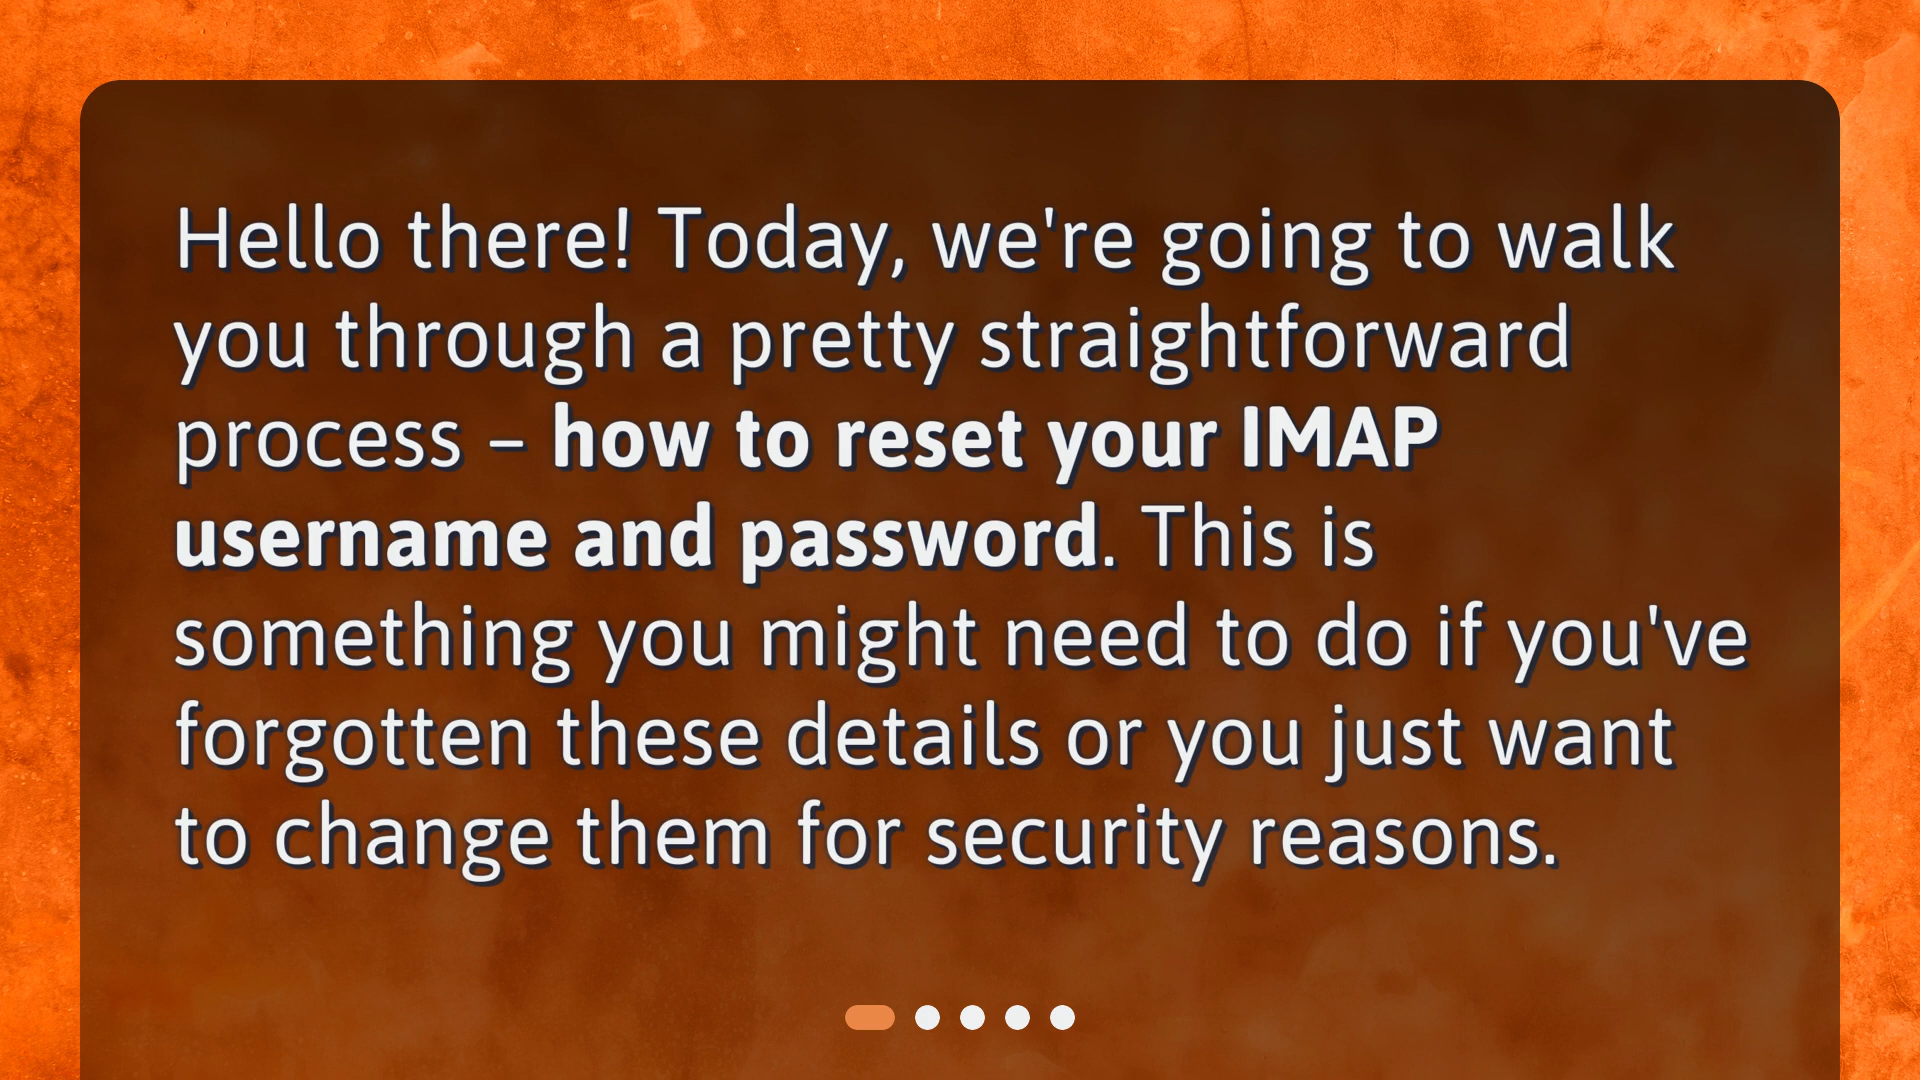 Hello there! Today, we're going to walk
you through a pretty straightforward
process – how to reset your IMAP
username and password. This is
something you might need to do if you've
forgotten these details or you just want
to change them for security reasons.